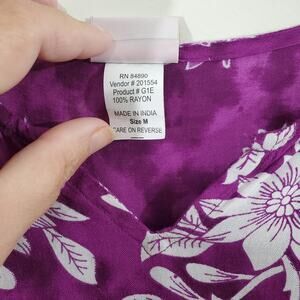 RN 84890
Vendor # 201554
Product # G1E
100% RAYON
MADE IN INDIA
Size M
CARE ON REVERSE